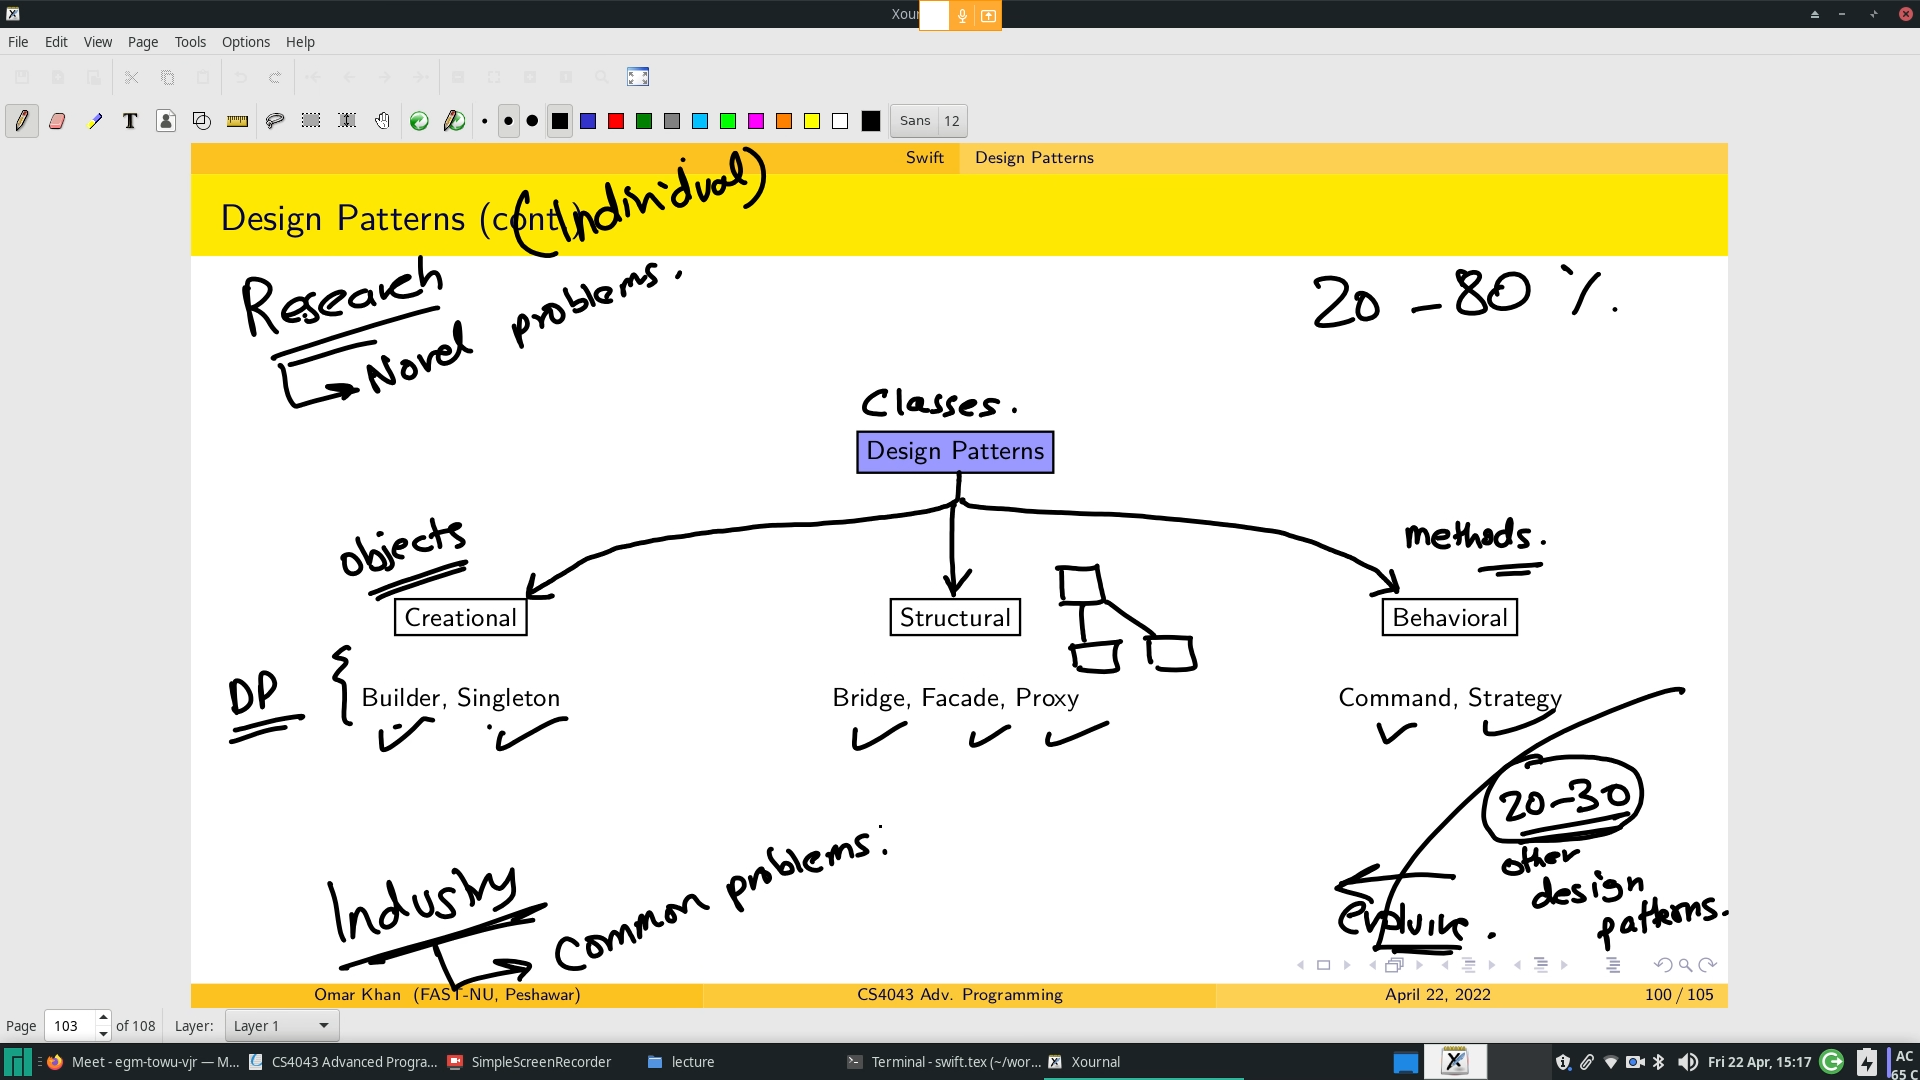 Xour
File Edit View Page Tools Options Help
T
Sans 12
Swift Design Patterns
Design Patterns (cont
(Individual)
Research
Novel problems.
20 - 80 %.
Classes.
Design Patterns
objects
methods.
Creational Structural Behavioral
DP { Builder, Singleton Bridge, Facade, Proxy Command, Strategy
20-30
other
design
patterns.
Industry
Common problems.
Omar Khan (FAST-NU, Peshawar) CS4043 Adv. Programming April 22, 2022 100 / 105
Page 103 of 108 Layer: Layer 1
Meet - egm-towu-vjr — M... CS4043 Advanced Progra... SimpleScreenRecorder lecture Terminal - swift.tex (~/wor... Xournal Fri 22 Apr, 15:17 AC
65 C